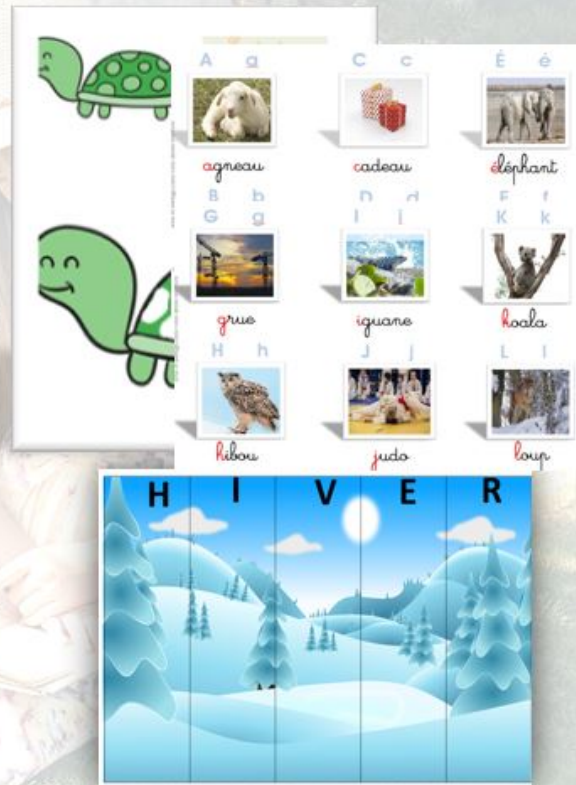 A a C c É é
agneau cadeau éléphant
B b D d F f
G g I i K k
grue iguane koala
H h J j L l
hibou judo loup
H I V E R